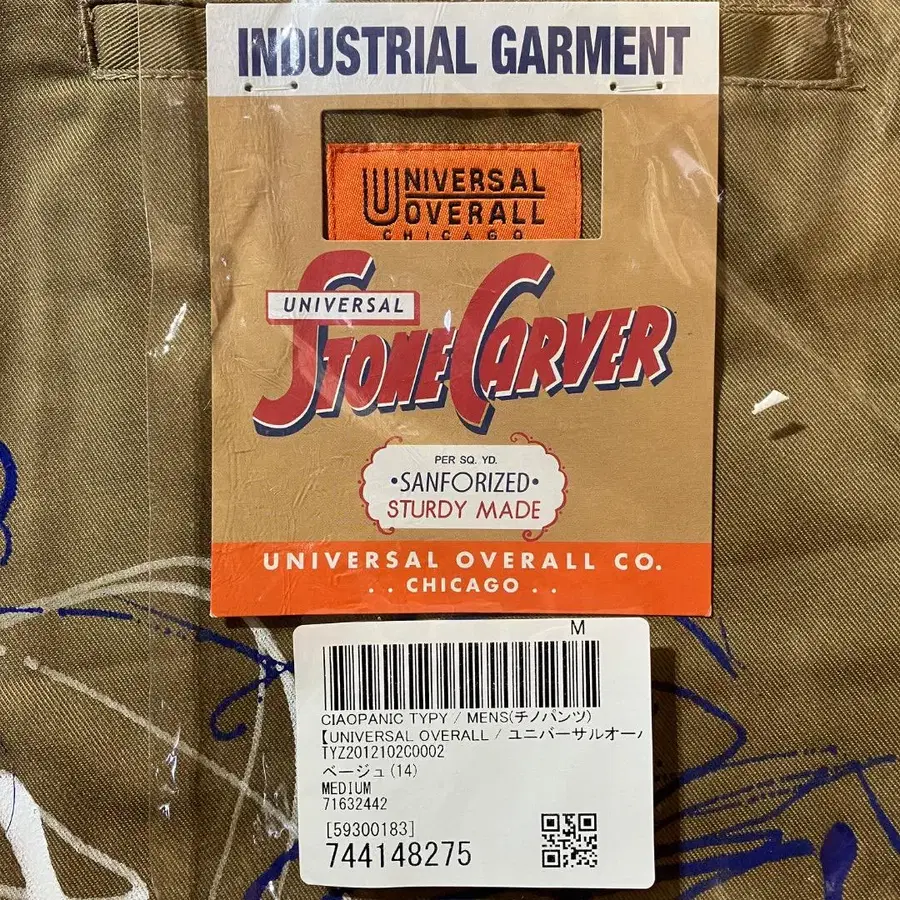 INDUSTRIAL GARMENT
UNIVERSAL
OVERALL
CHICAGO
UNIVERSAL
STONE CARVER
PER SQ. YD.
•SANFORIZED•
STURDY MADE
UNIVERSAL OVERALL CO.
..CHICAGO..
M
CIAOPANIC TYPY / MENS(チノパンツ)
【UNIVERSAL OVERALL / ユニバーサルオー
TYZ2012102C0002
ベージュ(14)
MEDIUM
71632442
[59300183]
744148275